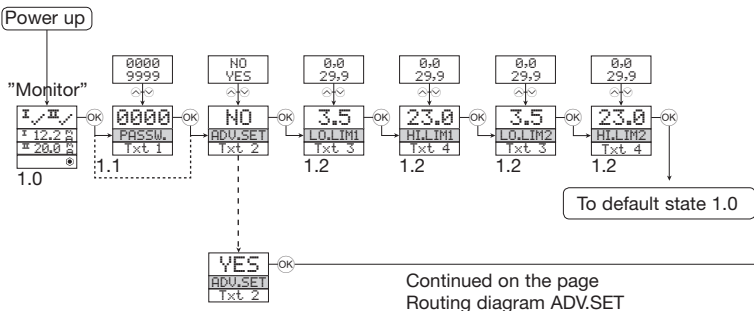 Power up
0000 NO 0,0 0,0 0,0 0,0
9999 YES 29,9 29,9 29,9 29,9
"Monitor"
OK 0000 OK NO OK 3.5 OK 23.0 OK 3.5 OK 23.0 OK
I 12.2 PASSW. ADV.SET LO.LIM1 HI.LIM1 LO.LIM2 HI.LIM2
II 20.0 Txt 1 Txt 2 Txt 3 Txt 4 Txt 3 Txt 4
1.0 1.1 1.2 1.2 1.2 1.2
To default state 1.0
YES OK
ADV.SET
Txt 2
Continued on the page
Routing diagram ADV.SET